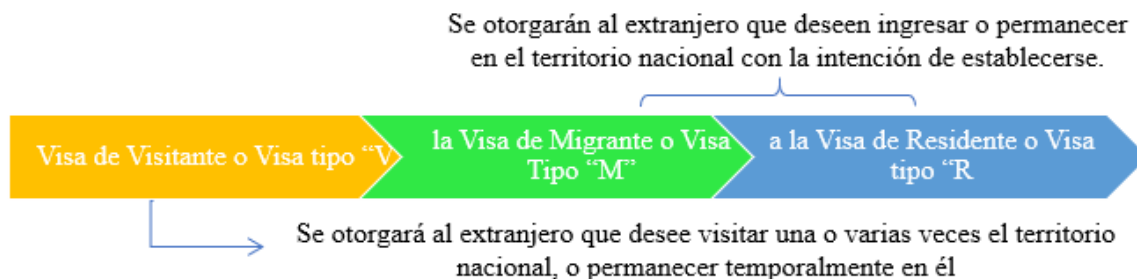 Se otorgarán al extranjero que deseen ingresar o permanecer
en el territorio nacional con la intención de establecerse.
Visa de Visitante o Visa tipo “V
la Visa de Migrante o Visa
Tipo “M”
a la Visa de Residente o Visa
tipo “R
Se otorgará al extranjero que desee visitar una o varias veces el territorio
nacional, o permanecer temporalmente en él